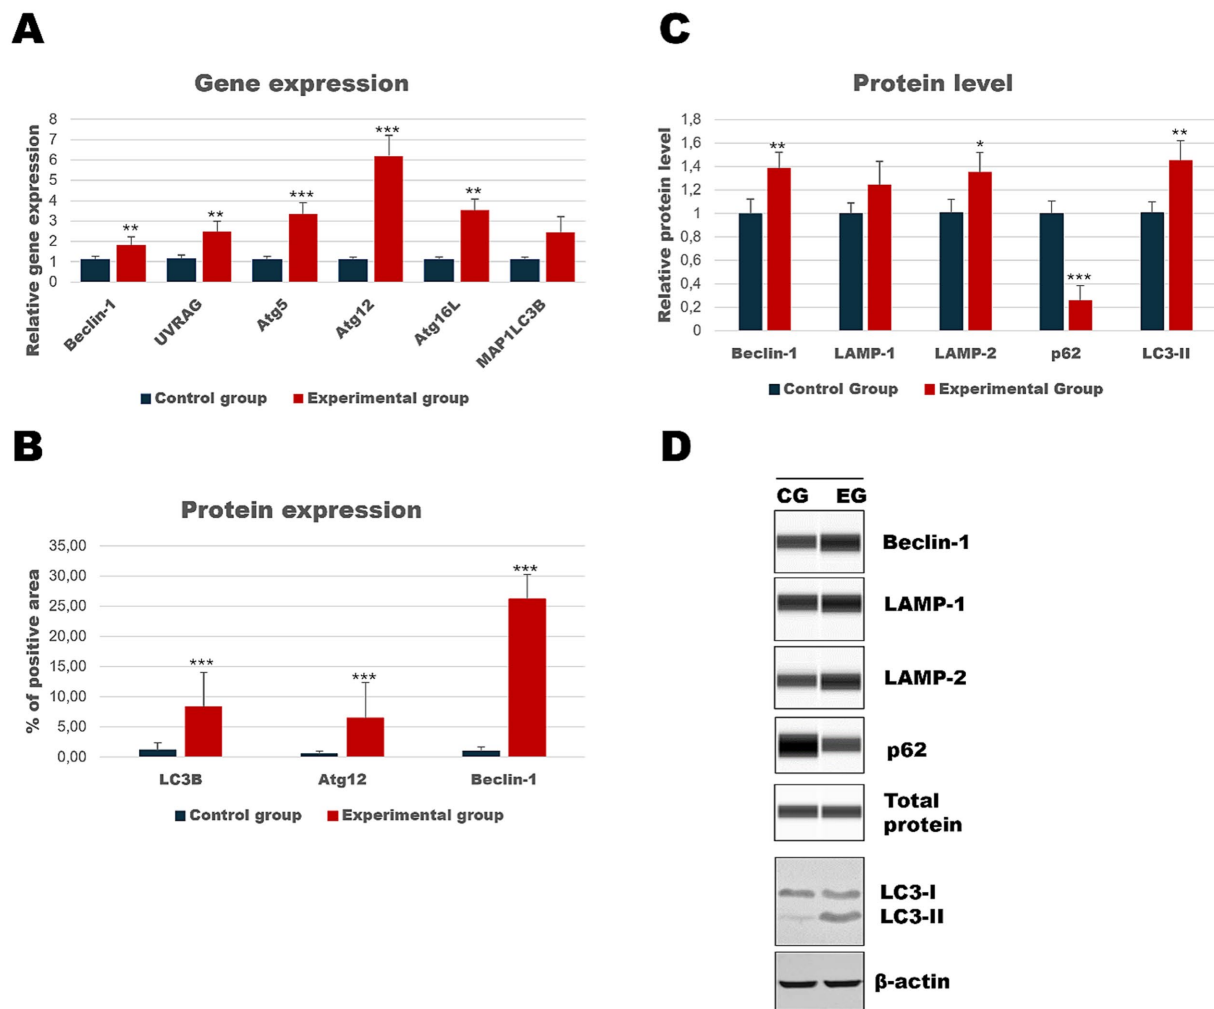 A
Gene expression
Relative gene expression
8
7
6
5
4
3
2
1
0
**
**
***
***
**
Beclin-1
UVRAG
Atg5
Atg12
Atg16L
MAP1LC3B
Control group
Experimental group
B
Protein expression
% of positive area
35,00
30,00
25,00
20,00
15,00
10,00
5,00
0,00
***
***
***
LC3B
Atg12
Beclin-1
Control group
Experimental group
C
Protein level
Relative protein level
1,8
1,6
1,4
1,2
1
0,8
0,6
0,4
0,2
0
**
*
***
**
Beclin-1
LAMP-1
LAMP-2
p62
LC3-II
Control Group
Experimental Group
D
CG EG
Beclin-1
LAMP-1
LAMP-2
p62
Total
protein
LC3-I
LC3-II
β-actin